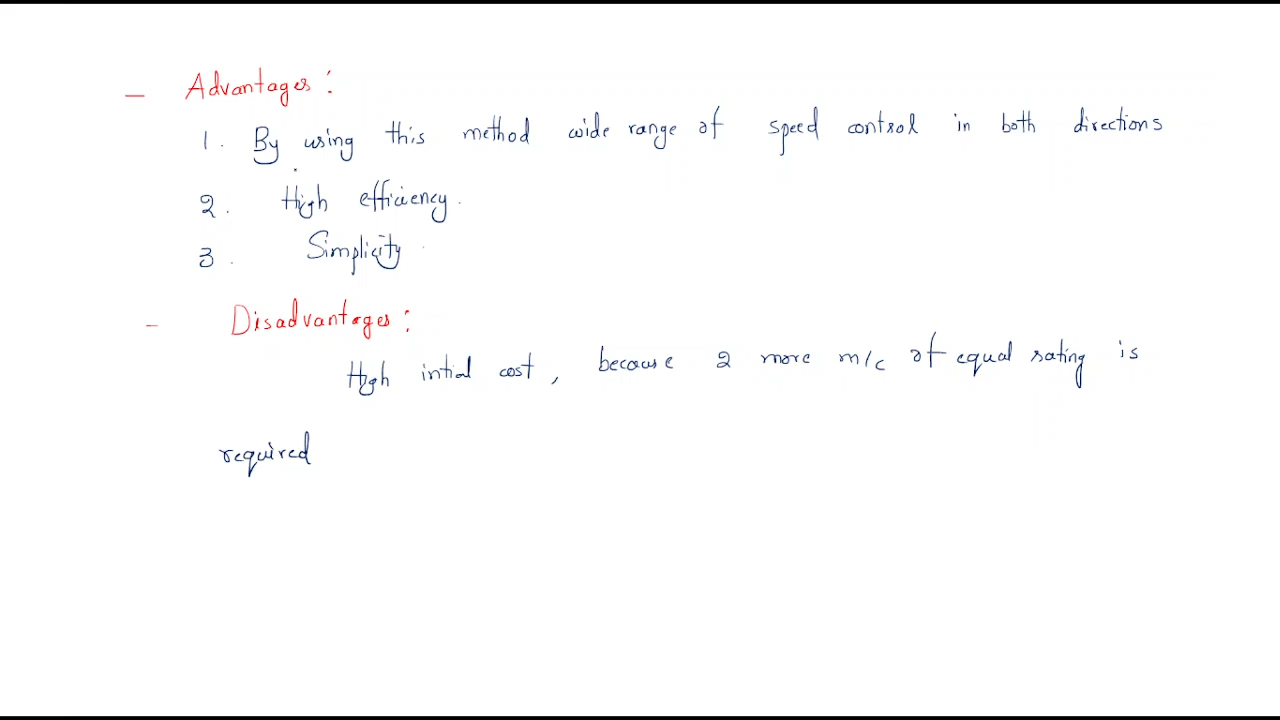 - Advantages :
1. By using this method wide range of speed control in both directions
2. High efficiency.
3. Simplicity.
- Disadvantages :
High intial cost, because 2 more m/c of equal rating is
required